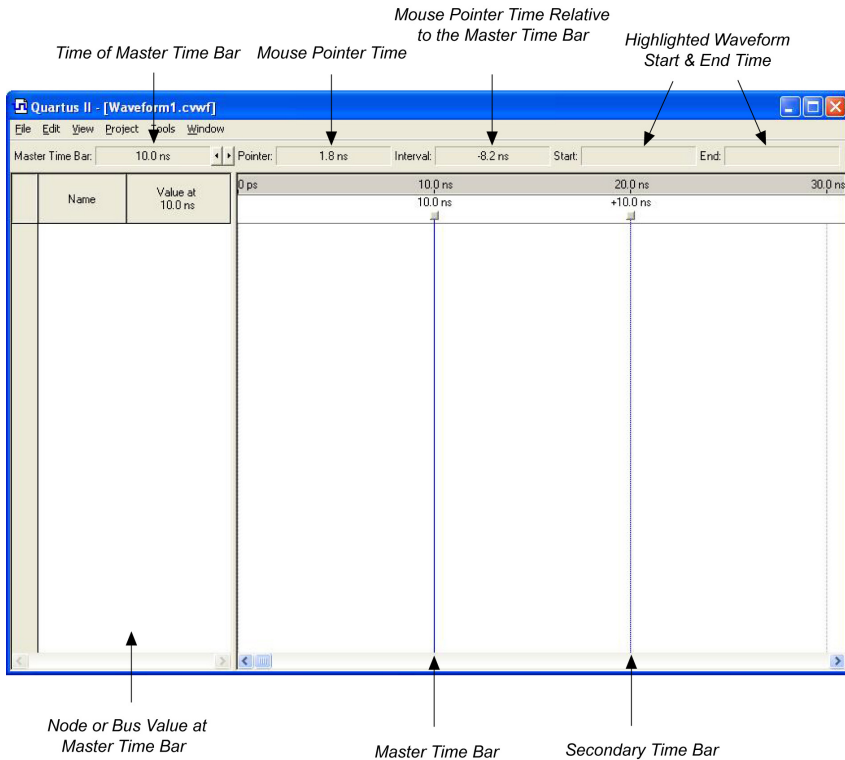 Mouse Pointer Time Relative
to the Master Time Bar
Time of Master Time Bar
Mouse Pointer Time
Highlighted Waveform
Start & End Time
Quartus II - [Waveform1.cvwf]
File Edit View Project Tools Window
Master Time Bar: 10.0 ns Pointer: 1.8 ns Interval: -8.2 ns Start: End:
Name
Value at
10.0 ns
0 ps 10.0 ns 20.0 ns 30.0 ns
10.0 ns +10.0 ns
Node or Bus Value at
Master Time Bar
Master Time Bar
Secondary Time Bar